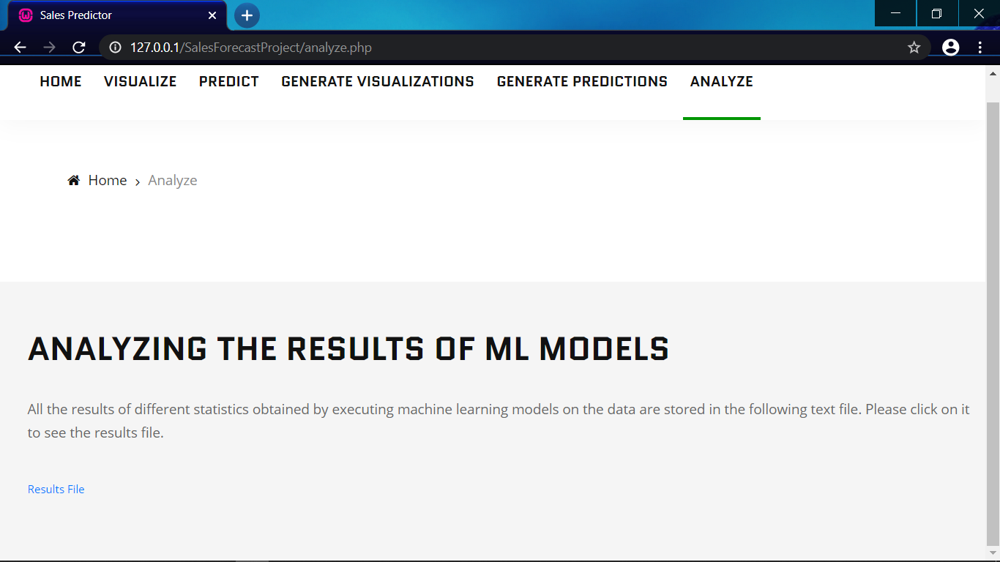 Sales Predictor
127.0.0.1/SalesForecastProject/analyze.php
HOME VISUALIZE PREDICT GENERATE VISUALIZATIONS GENERATE PREDICTIONS ANALYZE
Home › Analyze
ANALYZING THE RESULTS OF ML MODELS
All the results of different statistics obtained by executing machine learning models on the data are stored in the following text file. Please click on it
to see the results file.
Results File